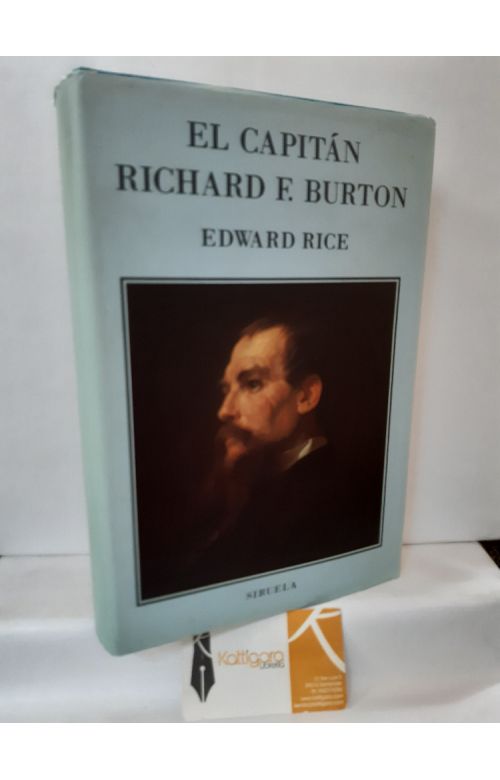 EL CAPITÁN
RICHARD F. BURTON
EDWARD RICE
SIRUELA
Kattigara